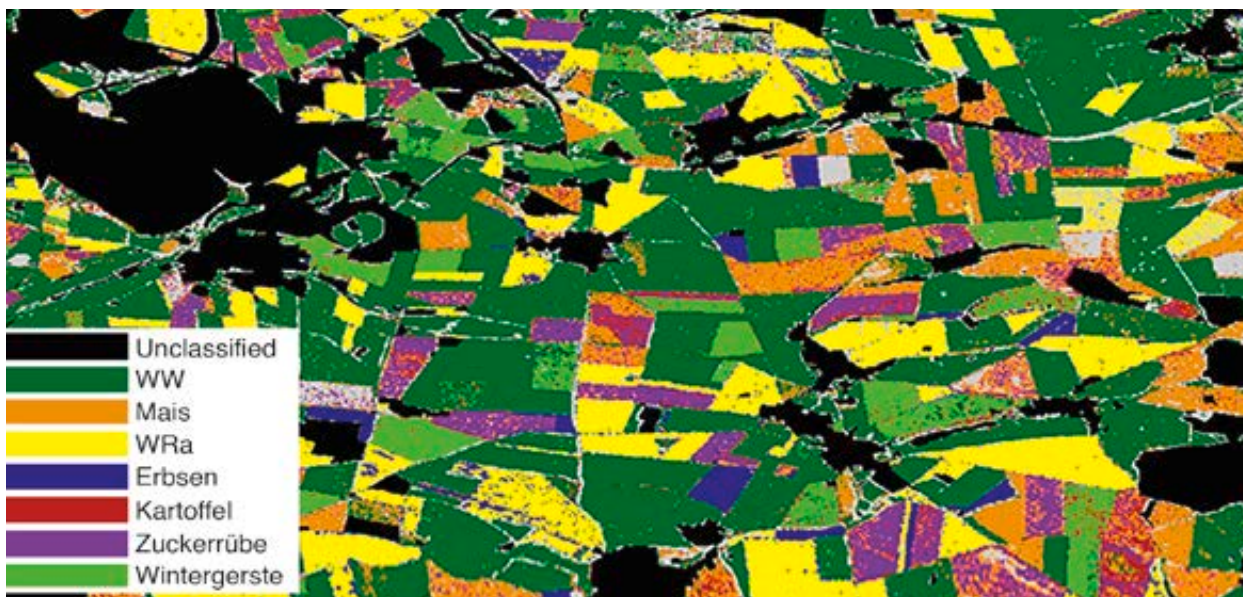 Unclassified
WW
Mais
WRa
Erbsen
Kartoffel
Zuckerrübe
Wintergerste